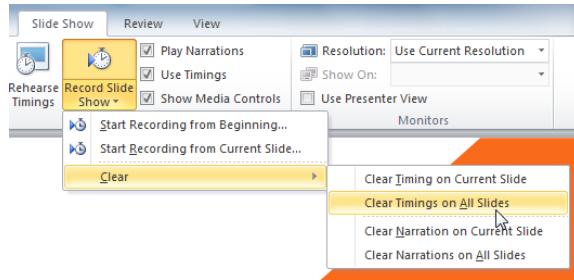 Slide Show Review View
Play Narrations
Resolution: Use Current Resolution
Use Timings
Show On:
Rehearse Timings
Record Slide Show
Show Media Controls
Use Presenter View
Monitors
Start Recording from Beginning...
Start Recording from Current Slide...
Clear
Clear Timing on Current Slide
Clear Timings on All Slides
Clear Narration on Current Slide
Clear Narrations on All Slides